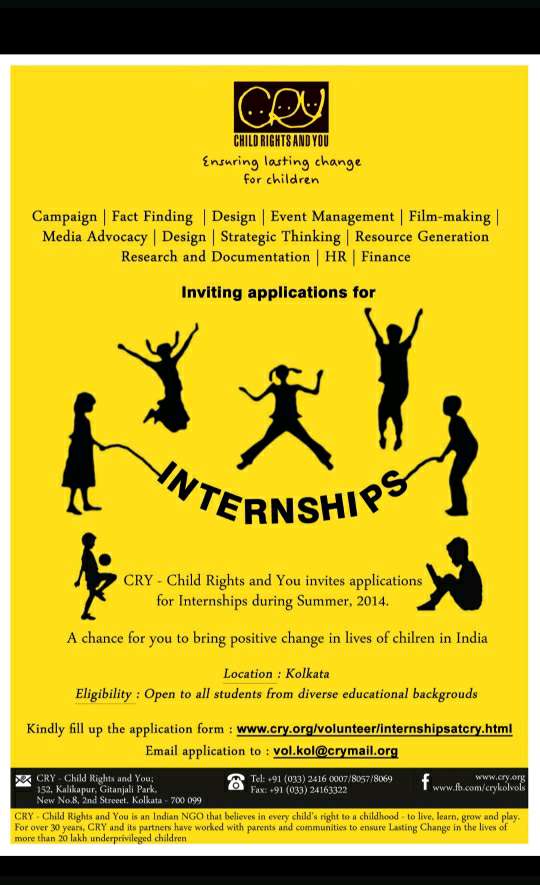 CRY
CHILD RIGHTS AND YOU
Ensuring lasting change
for children
Campaign | Fact Finding | Design | Event Management | Film-making |
Media Advocacy | Design | Strategic Thinking | Resource Generation
Research and Documentation | HR | Finance
Inviting applications for
INTERNSHIPS
CRY - Child Rights and You invites applications
for Internships during Summer, 2014.
A chance for you to bring positive change in lives of chilren in India
Location : Kolkata
Eligibility : Open to all students from diverse educational backgrouds
Kindly fill up the application form : www.cry.org/volunteer/internshipsatcry.html
Email application to : vol.kol@crymail.org
CRY - Child Rights and You;
152, Kalikapur, Gitanjali Park,
New No.8, 2nd Streeet. Kolkata - 700 099
Tel: +91 (033) 2416 0007/8057/8069
Fax: +91 (033) 24163322
www.cry.org
www.fb.com/crykolvols
CRY - Child Rights and You is an Indian NGO that believes in every child's right to a childhood - to live, learn, grow and play.
For over 30 years, CRY and its partners have worked with parents and communities to ensure Lasting Change in the lives of
more than 20 lakh underprivileged children